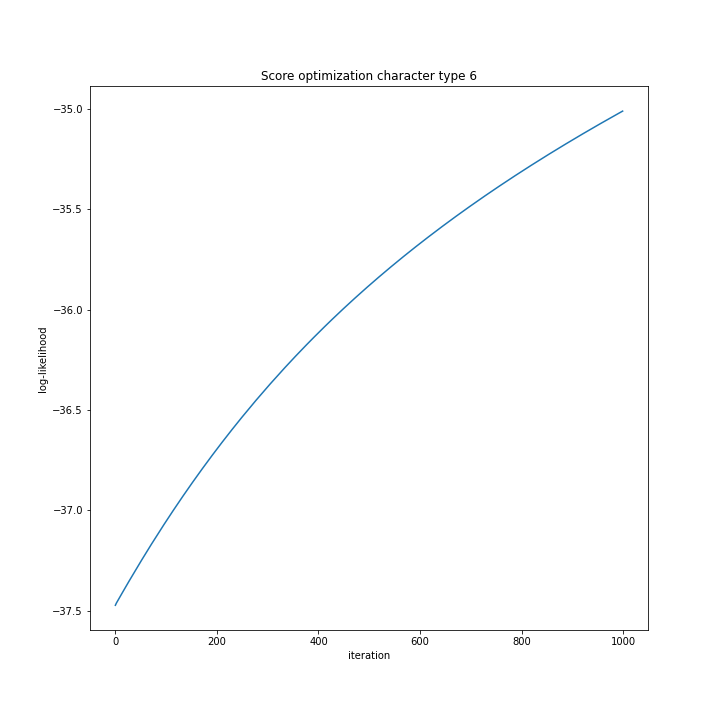 Score optimization character type 6
−35.0
−35.5
−36.0
−36.5
−37.0
−37.5
log-likelihood
0 200 400 600 800 1000
iteration